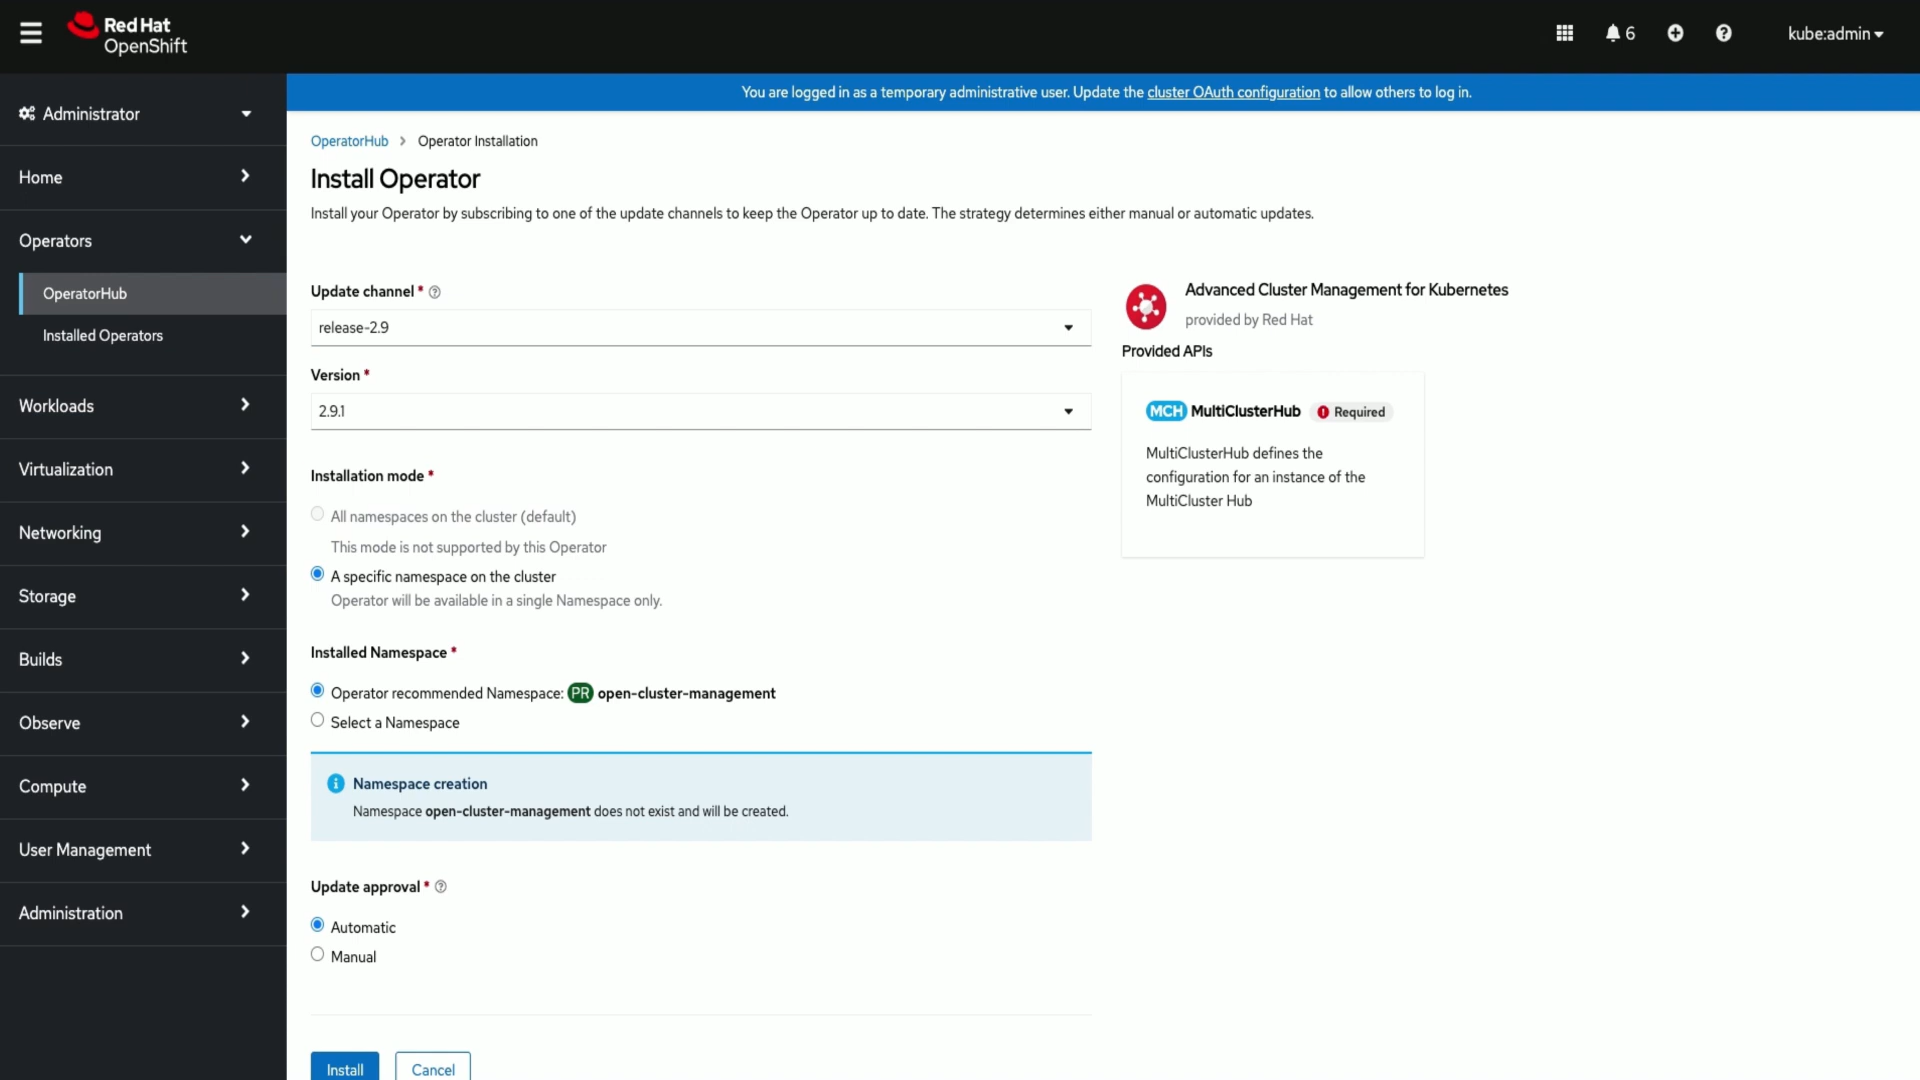 Red Hat
OpenShift
6
kube:admin
You are logged in as a temporary administrative user. Update the cluster OAuth configuration to allow others to log in.
Administrator
Home
Operators
OperatorHub
Installed Operators
Workloads
Virtualization
Networking
Storage
Builds
Observe
Compute
User Management
Administration
OperatorHub > Operator Installation
Install Operator
Install your Operator by subscribing to one of the update channels to keep the Operator up to date. The strategy determines either manual or automatic updates.
Update channel *
release-2.9
Version *
2.9.1
Installation mode *
All namespaces on the cluster (default)
This mode is not supported by this Operator
A specific namespace on the cluster
Operator will be available in a single Namespace only.
Installed Namespace *
Operator recommended Namespace: PR open-cluster-management
Select a Namespace
Namespace creation
Namespace open-cluster-management does not exist and will be created.
Update approval *
Automatic
Manual
Install Cancel
Advanced Cluster Management for Kubernetes
provided by Red Hat
Provided APIs
MCH MultiClusterHub Required
MultiClusterHub defines the
configuration for an instance of the
MultiCluster Hub